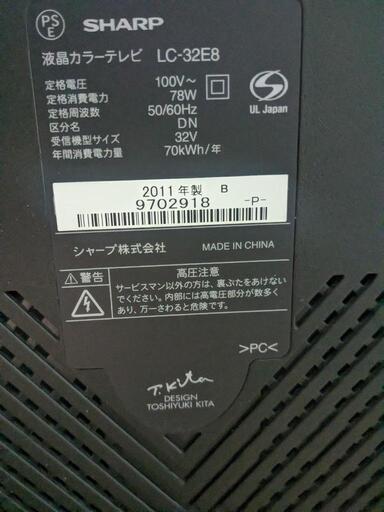 PS
E
SHARP
液晶カラーテレビ LC-32E8
定格電圧 100V～
定格消費電力 78W
定格周波数 50/60Hz
区分名 DN
受信機型サイズ 32V
年間消費電力量 70kWh/年
UL Japan
2011年製 B
9702918 -P-
シャープ株式会社 MADE IN CHINA
警告 高圧注意
サービスマン以外の方は、裏ぶたをあけないでください。内部には高電圧部分が数多く
あり、万一さわると危険です。
>PC<
T. Kita
DESIGN
TOSHIYUKI KITA